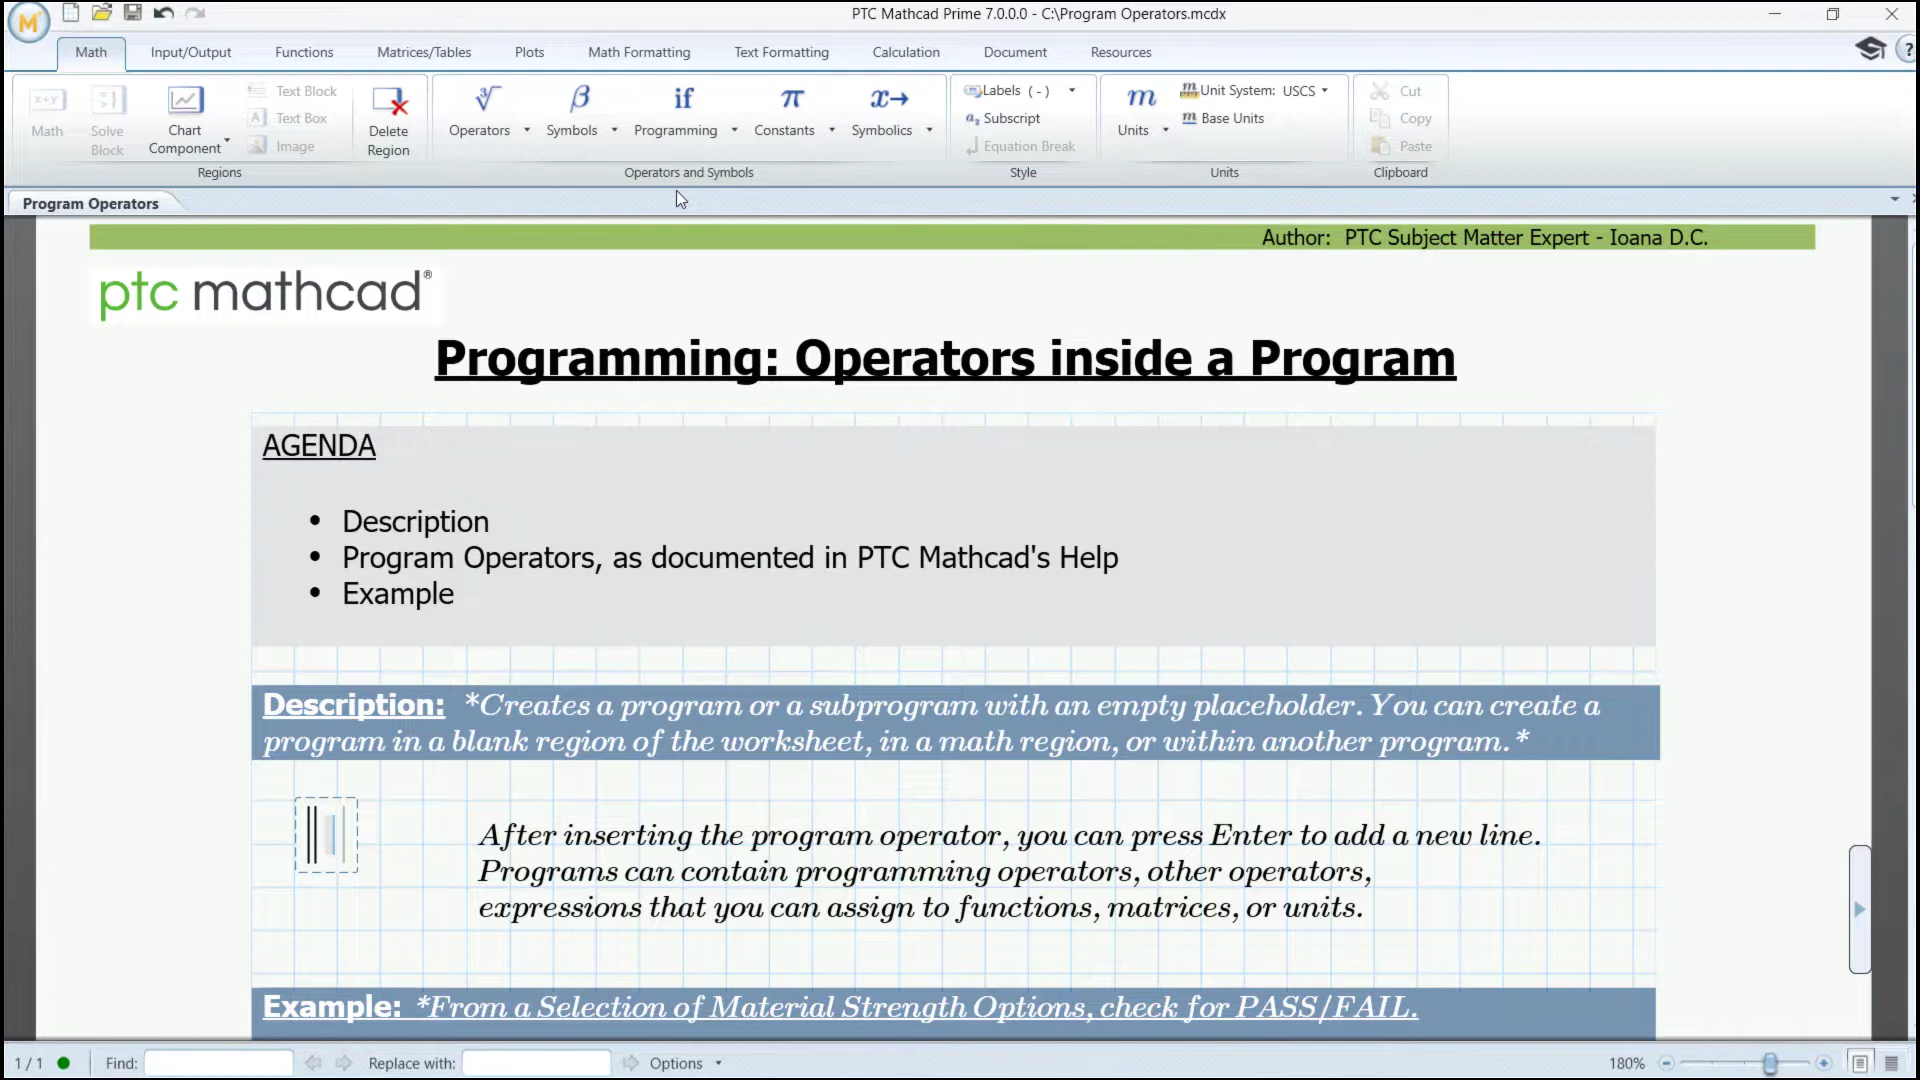 PTC Mathcad Prime 7.0.0.0 - C:\Program Operators.mcdx
Math Input/Output Functions Matrices/Tables Plots Math Formatting Text Formatting Calculation Document Resources
Math
Solve Block
Chart Component
Text Block
Text Box
Image
Delete Region
Regions
Operators
β Symbols
if Programming
π Constants
x→ Symbolics
Operators and Symbols
Labels ( - )
Subscript
Equation Break
Style
m Units
Unit System: USCS
Base Units
Units
Cut
Copy
Paste
Clipboard
Program Operators
Author: PTC Subject Matter Expert - Ioana D.C.
ptc mathcad®
Programming: Operators inside a Program
AGENDA
• Description
• Program Operators, as documented in PTC Mathcad's Help
• Example
Description: *Creates a program or a subprogram with an empty placeholder. You can create a
program in a blank region of the worksheet, in a math region, or within another program.*
After inserting the program operator, you can press Enter to add a new line.
Programs can contain programming operators, other operators,
expressions that you can assign to functions, matrices, or units.
Example: *From a Selection of Material Strength Options, check for PASS/FAIL.
1 / 1 Find: Replace with: Options 180%